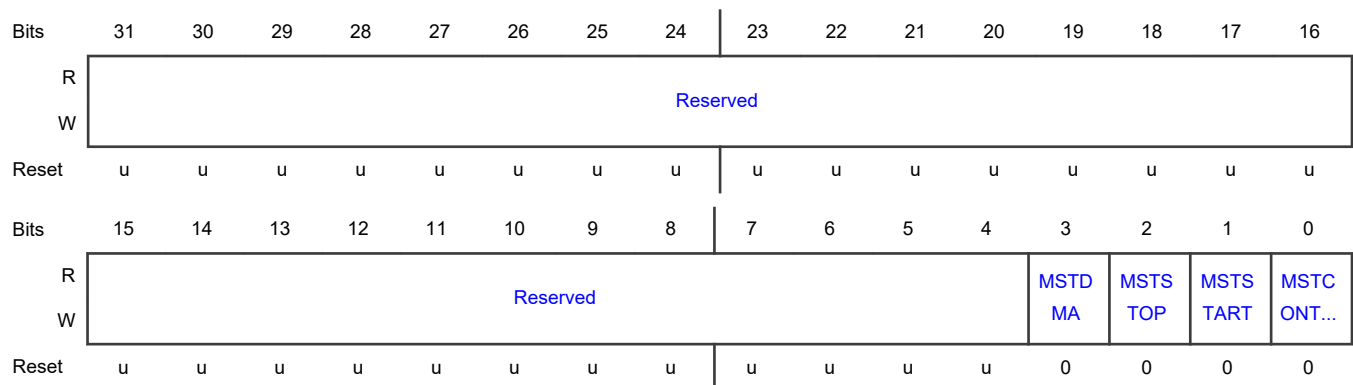 Bits 31 30 29 28 27 26 25 24 23 22 21 20 19 18 17 16
R
Reserved
W
Reset u u u u u u u u u u u u u u u u
Bits 15 14 13 12 11 10 9 8 7 6 5 4 3 2 1 0
R Reserved MSTD MSTS MSTS MSTC
W MA TOP TART ONT...
Reset u u u u u u u u u u u u 0 0 0 0